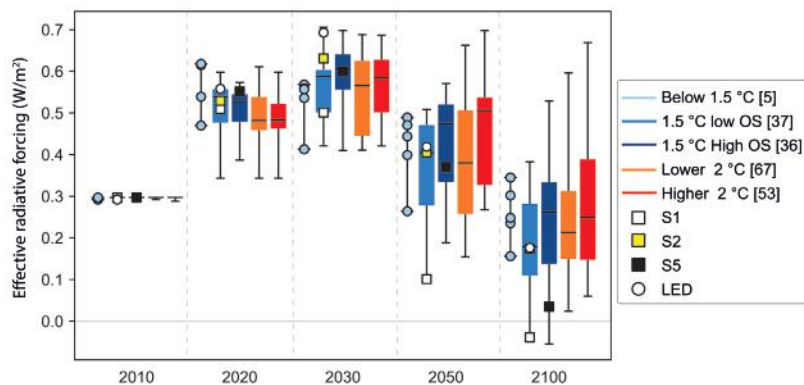 Effective radiative forcing (W/m²)
0.7
0.6
0.5
0.4
0.3
0.2
0.1
0.0
2010 2020 2030 2050 2100
Below 1.5 °C [5]
1.5 °C low OS [37]
1.5 °C High OS [36]
Lower 2 °C [67]
Higher 2 °C [53]
S1
S2
S5
LED